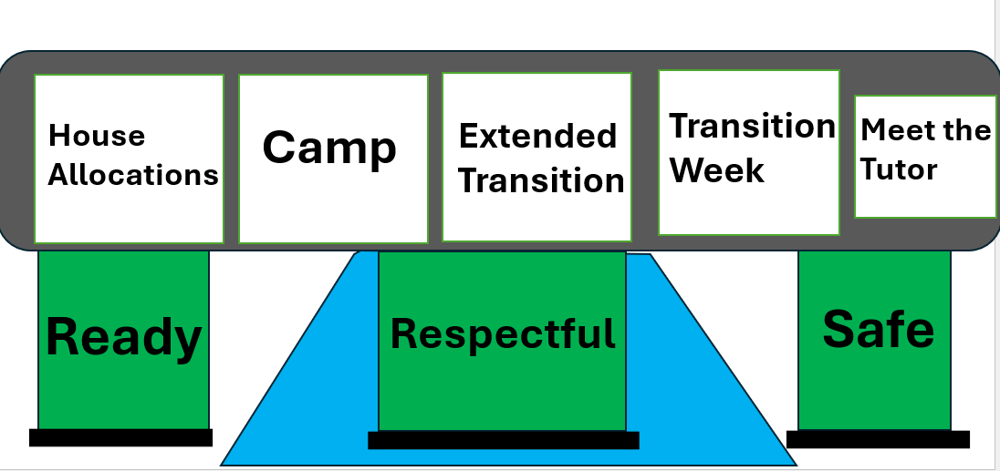 House
Allocations
Camp
Extended
Transition
Transition
Week
Meet the
Tutor
Ready
Respectful
Safe